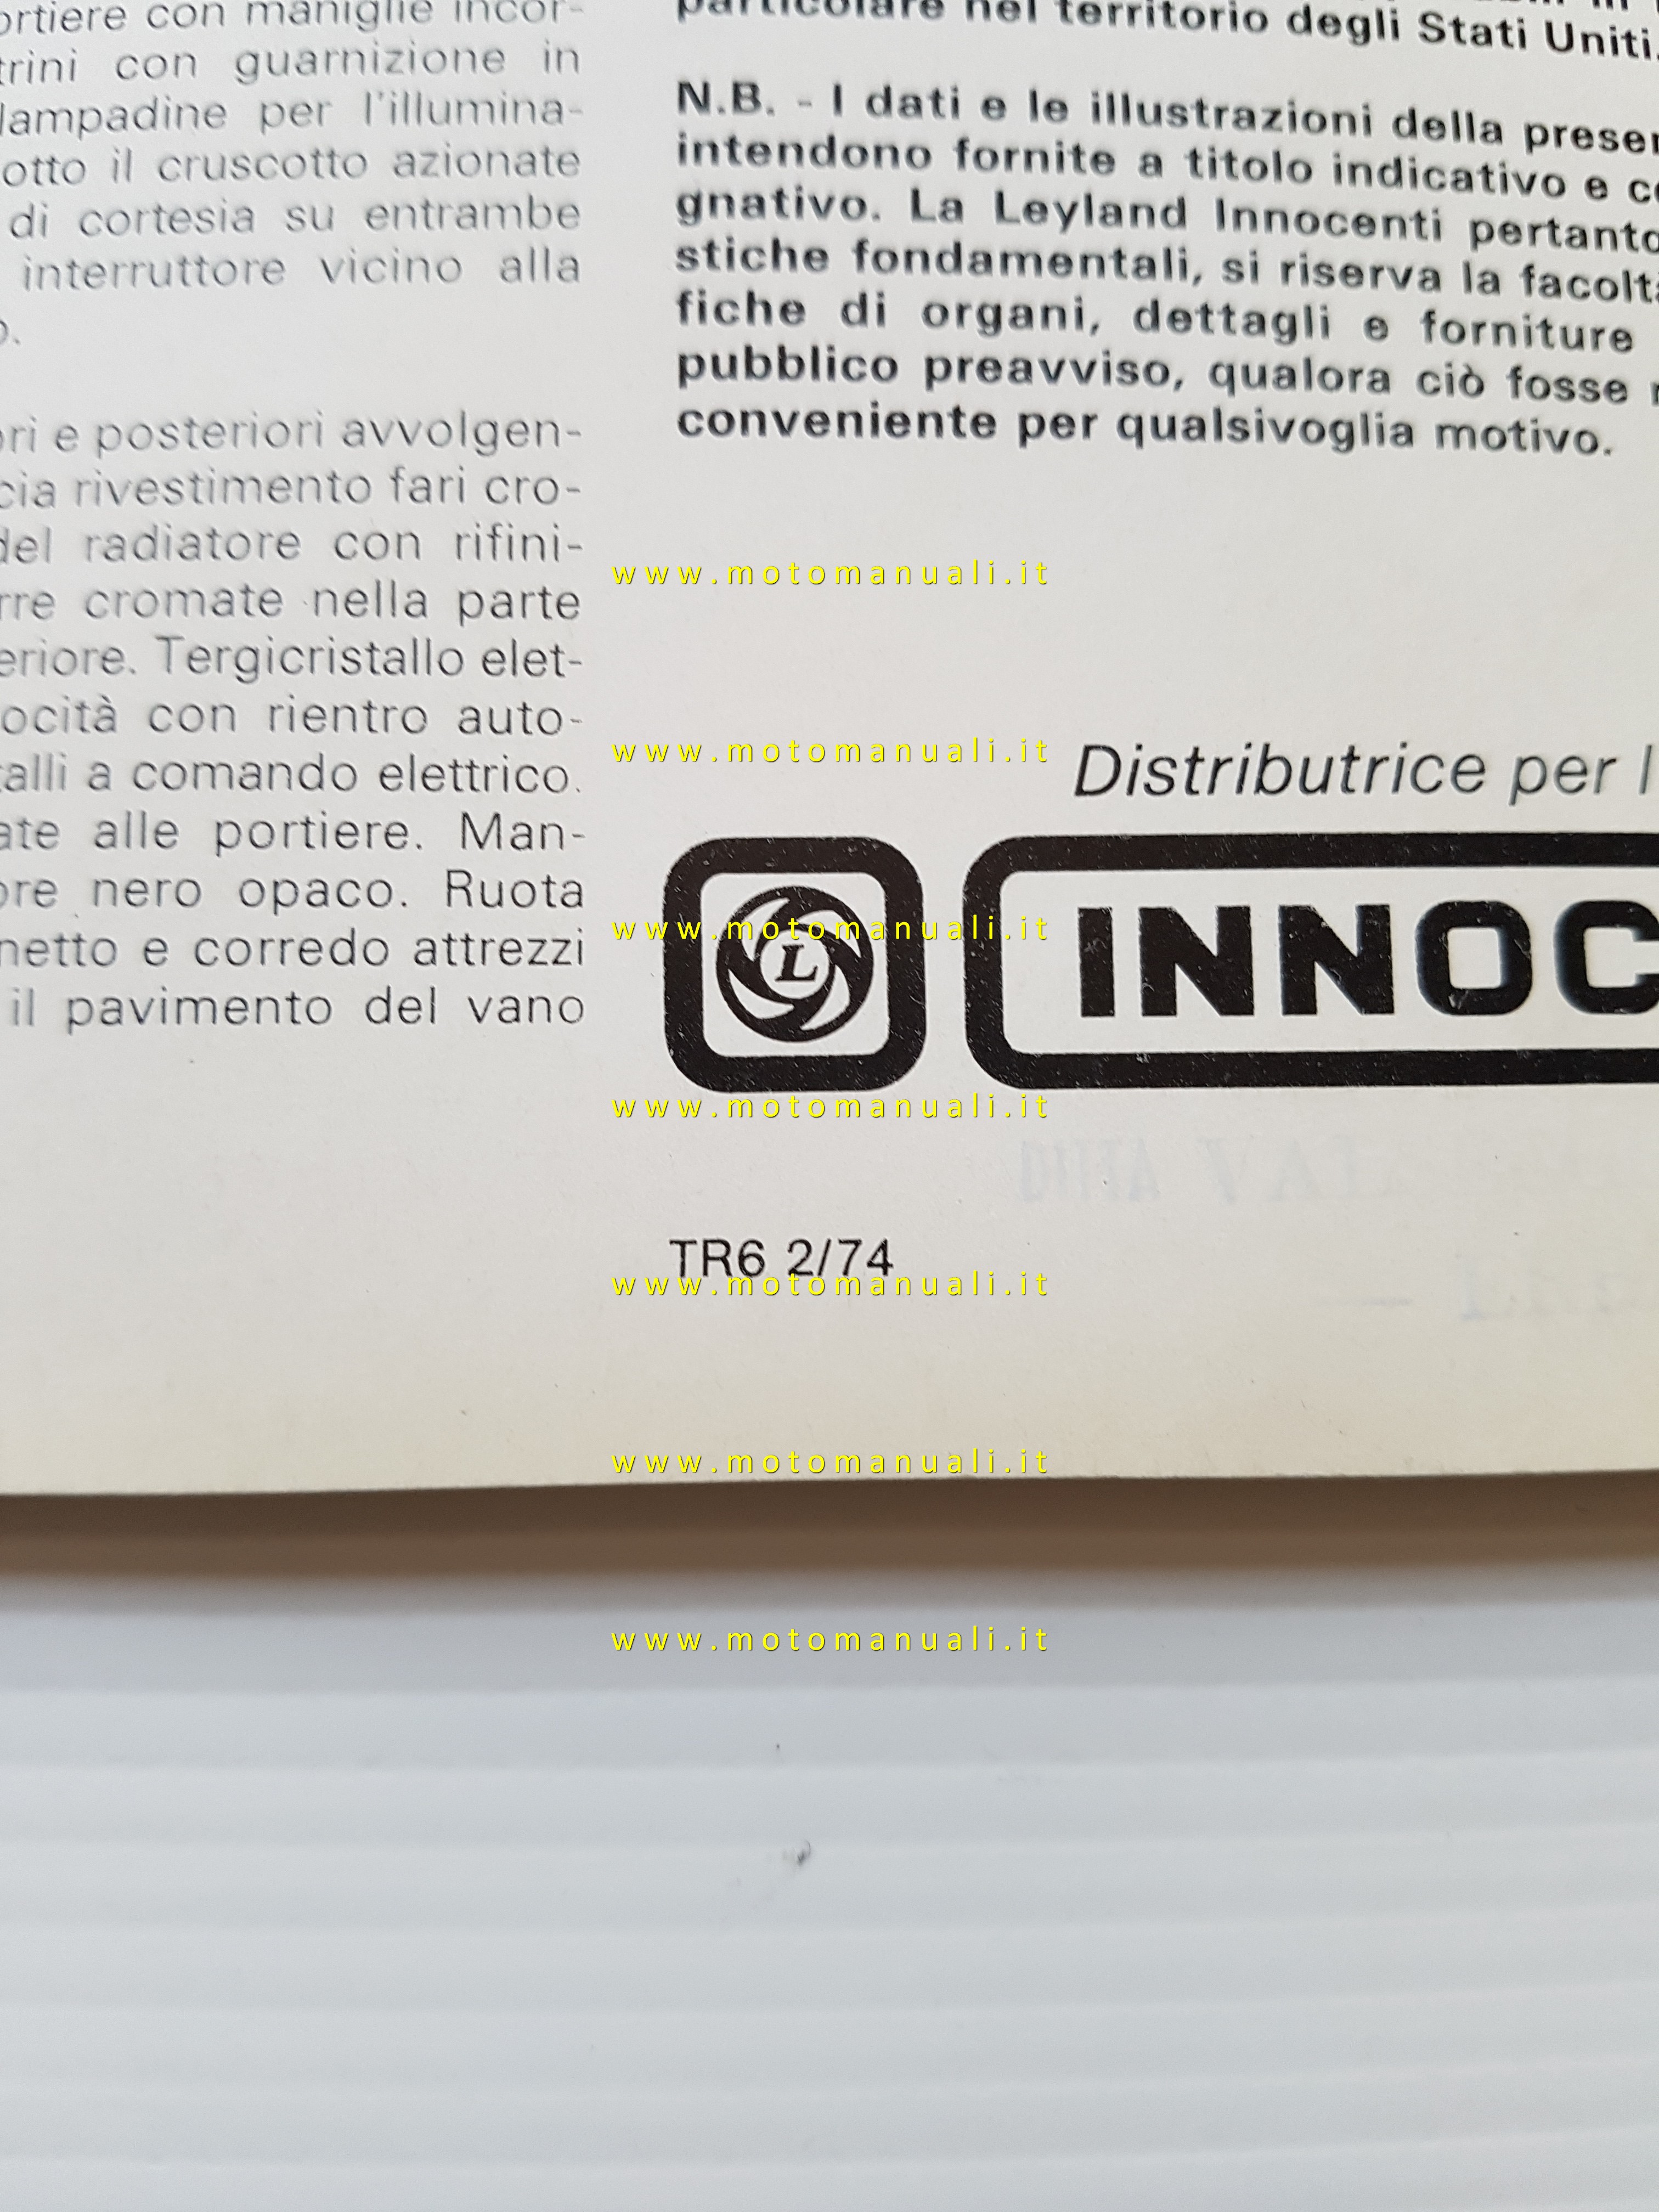 ortiere con maniglie incor-
trini con guarnizione in
lampadine per l'illumina-
otto il cruscotto azionate
di cortesia su entrambe
interruttore vicino alla
o.
ori e posteriori avvolgen-
cia rivestimento fari cro-
del radiatore con rifini-
rre cromate nella parte
eriore. Tergicristallo elet-
ocità con rientro auto-
talli a comando elettrico.
ate alle portiere. Man-
ore nero opaco. Ruota
netto e corredo attrezzi
il pavimento del vano
particolare nel territorio degli Stati Uniti.
N.B. - I dati e le illustrazioni della presen
intendono fornite a titolo indicativo e co
gnativo. La Leyland Innocenti pertanto
stiche fondamentali, si riserva la facoltà
fiche di organi, dettagli e forniture
pubblico preavviso, qualora ciò fosse
conveniente per qualsivoglia motivo.
www.motomanuali.it
www.motomanuali.it
Distributrice per l
L
INNOC
www.motomanuali.it
www.motomanuali.it
TR6 2/74
www.motomanuali.it
www.motomanuali.it
www.motomanuali.it